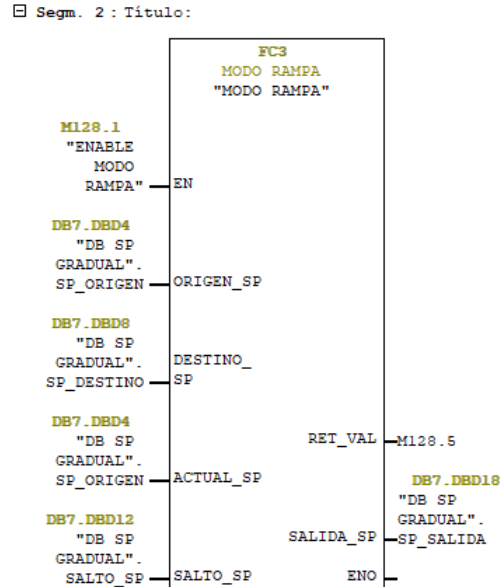 Segm. 2 : Título:
FC3
MODO RAMPA
"MODO RAMPA"
M128.1
"ENABLE
MODO
RAMPA"
EN
DB7.DBD4
"DB SP
GRADUAL".
SP_ORIGEN
ORIGEN_SP
DB7.DBD8
"DB SP
GRADUAL".
SP_DESTINO
DESTINO_
SP
DB7.DBD4
"DB SP
GRADUAL".
SP_ORIGEN
ACTUAL_SP
RET_VAL
M128.5
DB7.DBD12
"DB SP
GRADUAL".
SALTO_SP
SALTO_SP
DB7.DBD18
"DB SP
GRADUAL".
SALIDA_SP
SP_SALIDA
ENO